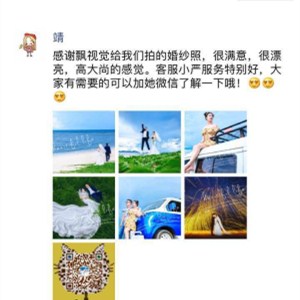 靖
感谢飘视觉给我们拍的婚纱照，很满意，很漂
亮，高大尚的感觉。客服小严服务特别好，大
家有需要的可以加她微信了解一下哦！